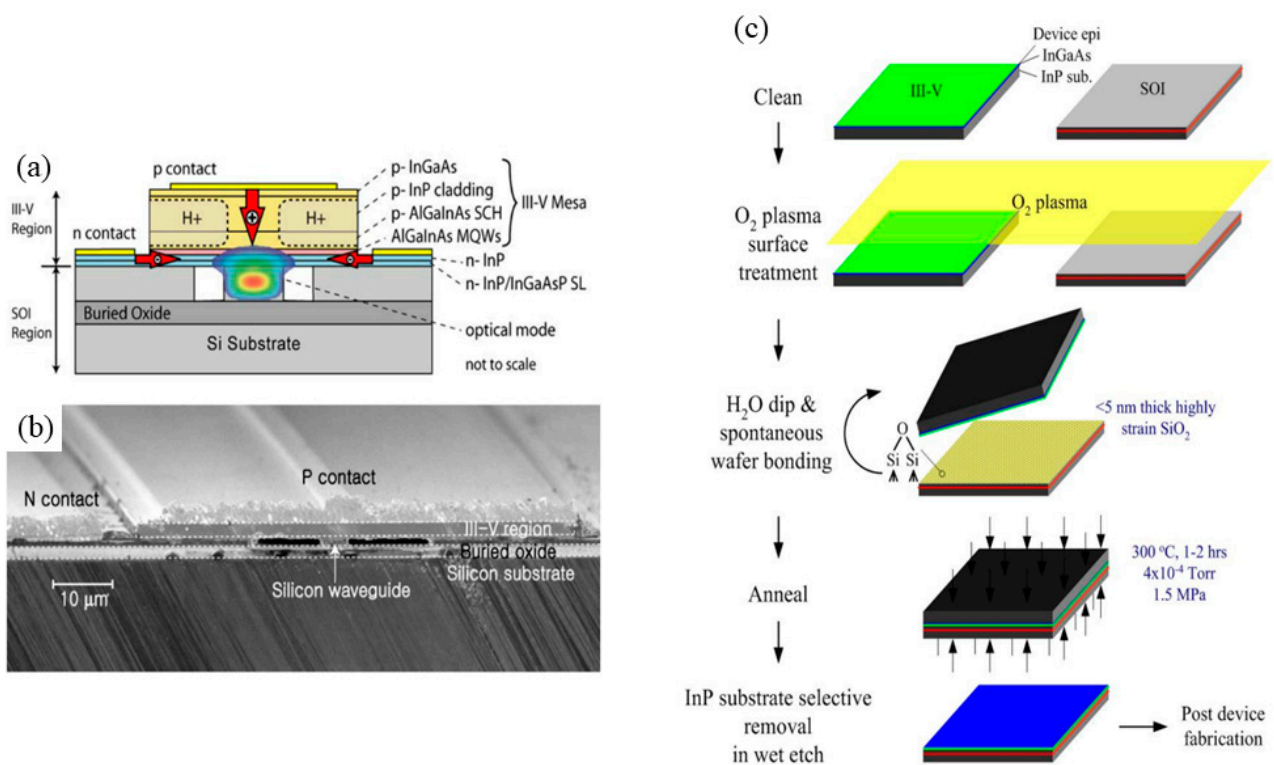 (a)
p contact
p- InGaAs
p- InP cladding
p- AlGaInAs SCH
AlGaInAs MQWs
III-V Mesa
n- InP
n- InP/InGaAsP SL
optical mode
not to scale
III-V
Region
n contact
H+
H+
SOI
Region
Buried Oxide
Si Substrate
(b)
N contact
P contact
III-V region
Buried oxide
Silicon substrate
Silicon waveguide
10 μm
(c)
Clean
III-V
Device epi
InGaAs
InP sub.
SOI
O2 plasma
surface
treatment
O2 plasma
H2O dip &
spontaneous
wafer bonding
O
Si Si
<5 nm thick highly
strain SiO2
Anneal
300 °C, 1-2 hrs
4x10-4 Torr
1.5 MPa
InP substrate selective
removal
in wet etch
Post device
fabrication